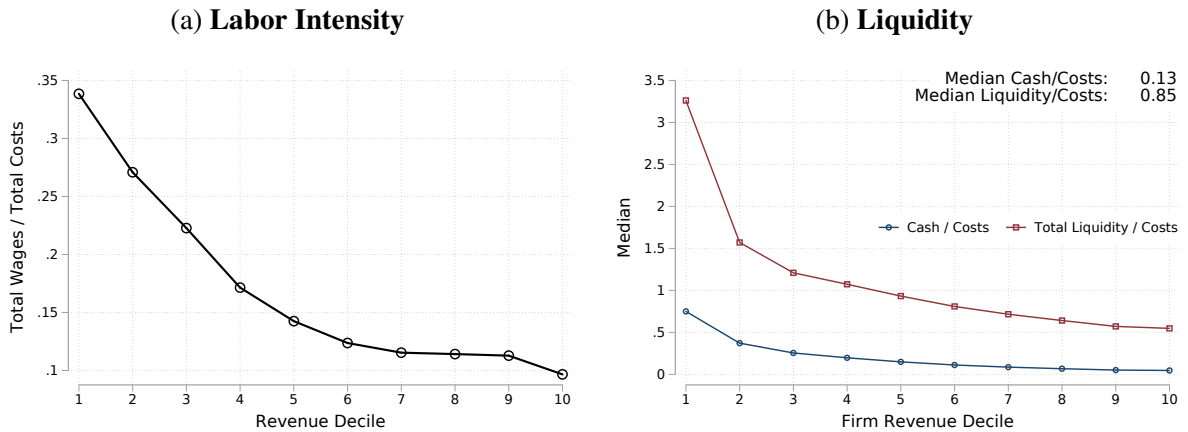 (a) Labor Intensity
Total Wages / Total Costs
.35
.3
.25
.2
.15
.1
1 2 3 4 5 6 7 8 9 10
Revenue Decile
(b) Liquidity
Median Cash/Costs: 0.13
Median Liquidity/Costs: 0.85
Median
3.5
3
2.5
2
1.5
1
.5
0
Cash / Costs Total Liquidity / Costs
1 2 3 4 5 6 7 8 9 10
Firm Revenue Decile